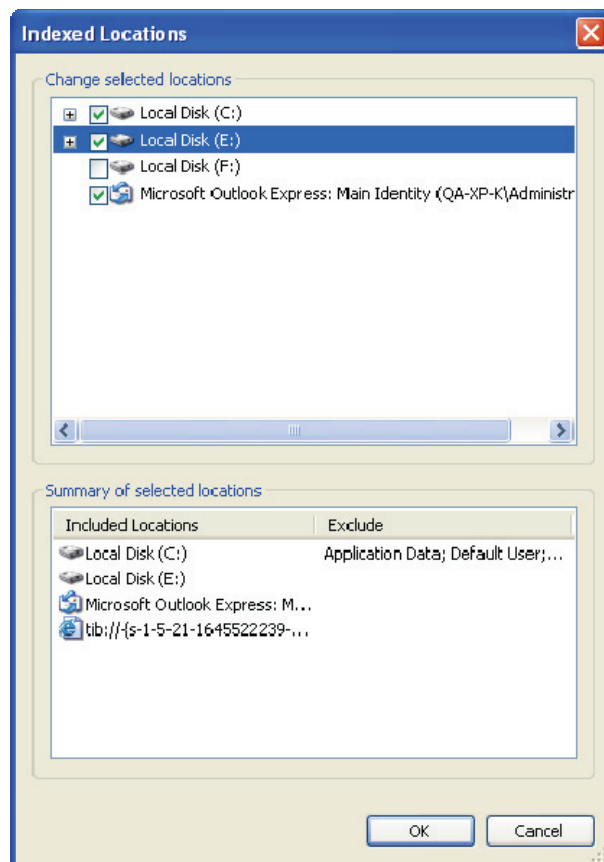 Indexed Locations
Change selected locations
Local Disk (C:)
Local Disk (E:)
Local Disk (F:)
Microsoft Outlook Express: Main Identity (QA-XP-K\Administr
Summary of selected locations
Included Locations Exclude
Local Disk (C:) Application Data; Default User;...
Local Disk (E:)
Microsoft Outlook Express: M...
tib://{s-1-5-21-1645522239-...
OK Cancel